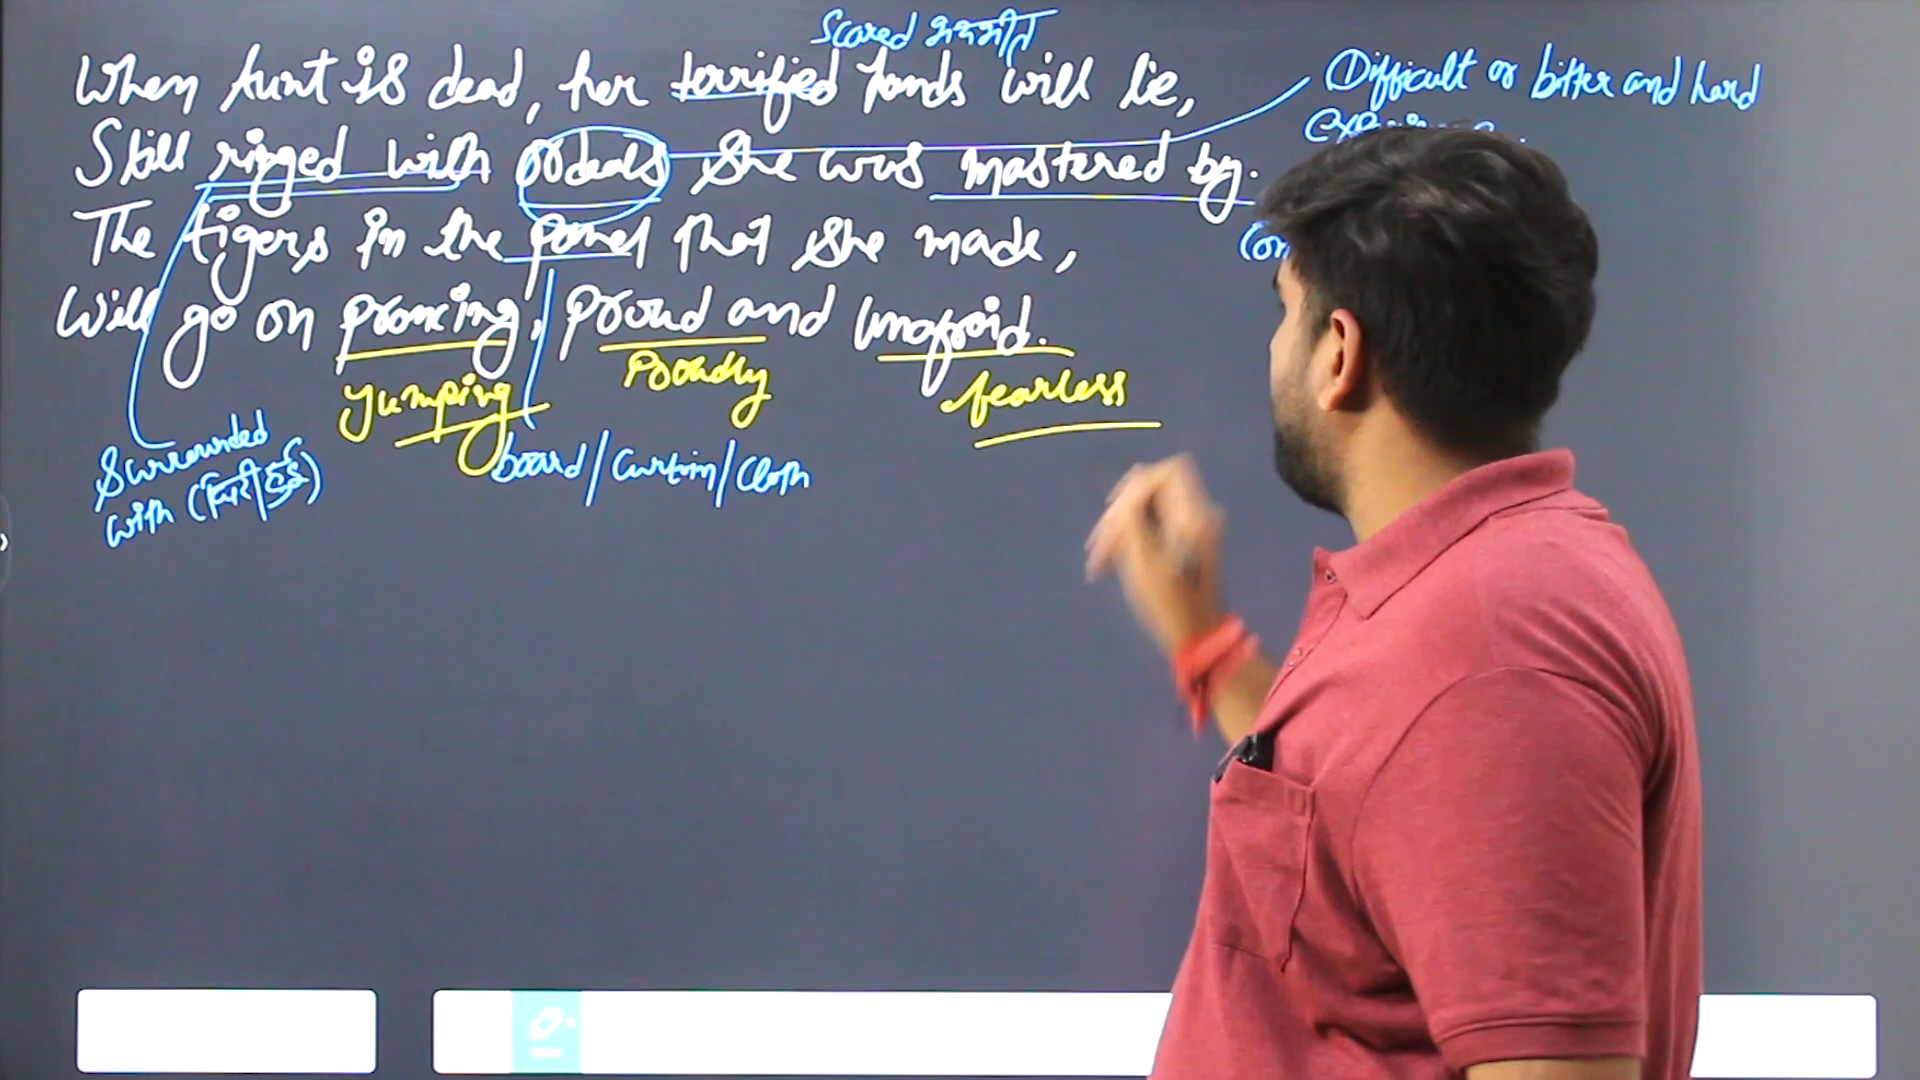 Scared भयभीत
When Aunt is dead, her terrified hands will lie,
Difficult or bitter and hard
Still ringed with ordeals she was mastered by.
The tigers in the panel that she made,
Will go on prancing, proud and unafraid.
Jumping
Proudly
fearless
Surrounded
with
board/Curtain/Cloth